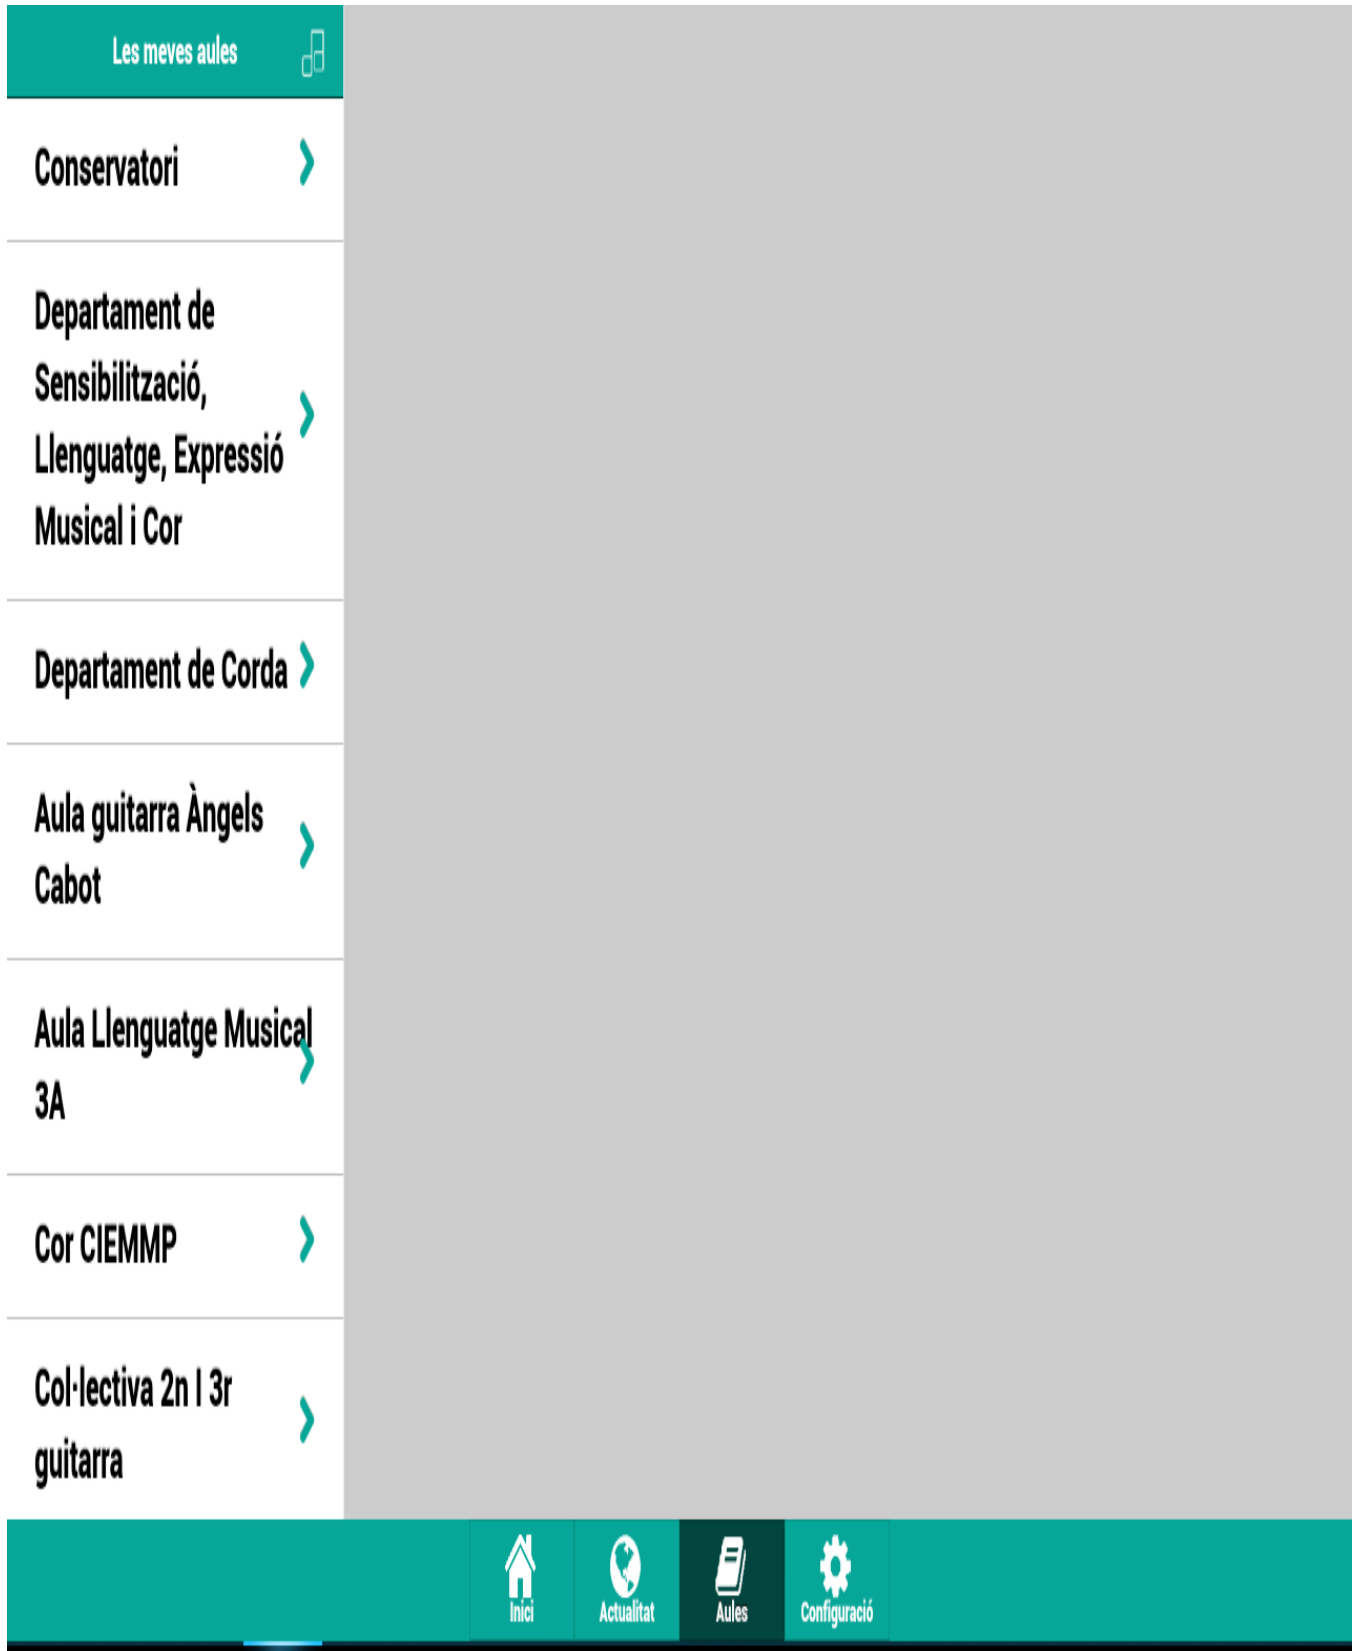 Les meves aules
Conservatori
Departament de
Sensibilització,
Llenguatge, Expressió
Musical i Cor
Departament de Corda
Aula guitarra Àngels
Cabot
Aula Llenguatge Musical
3A
Cor CIEMMP
Col·lectiva 2n I 3r
guitarra
Inici
Actualitat
Aules
Configuració